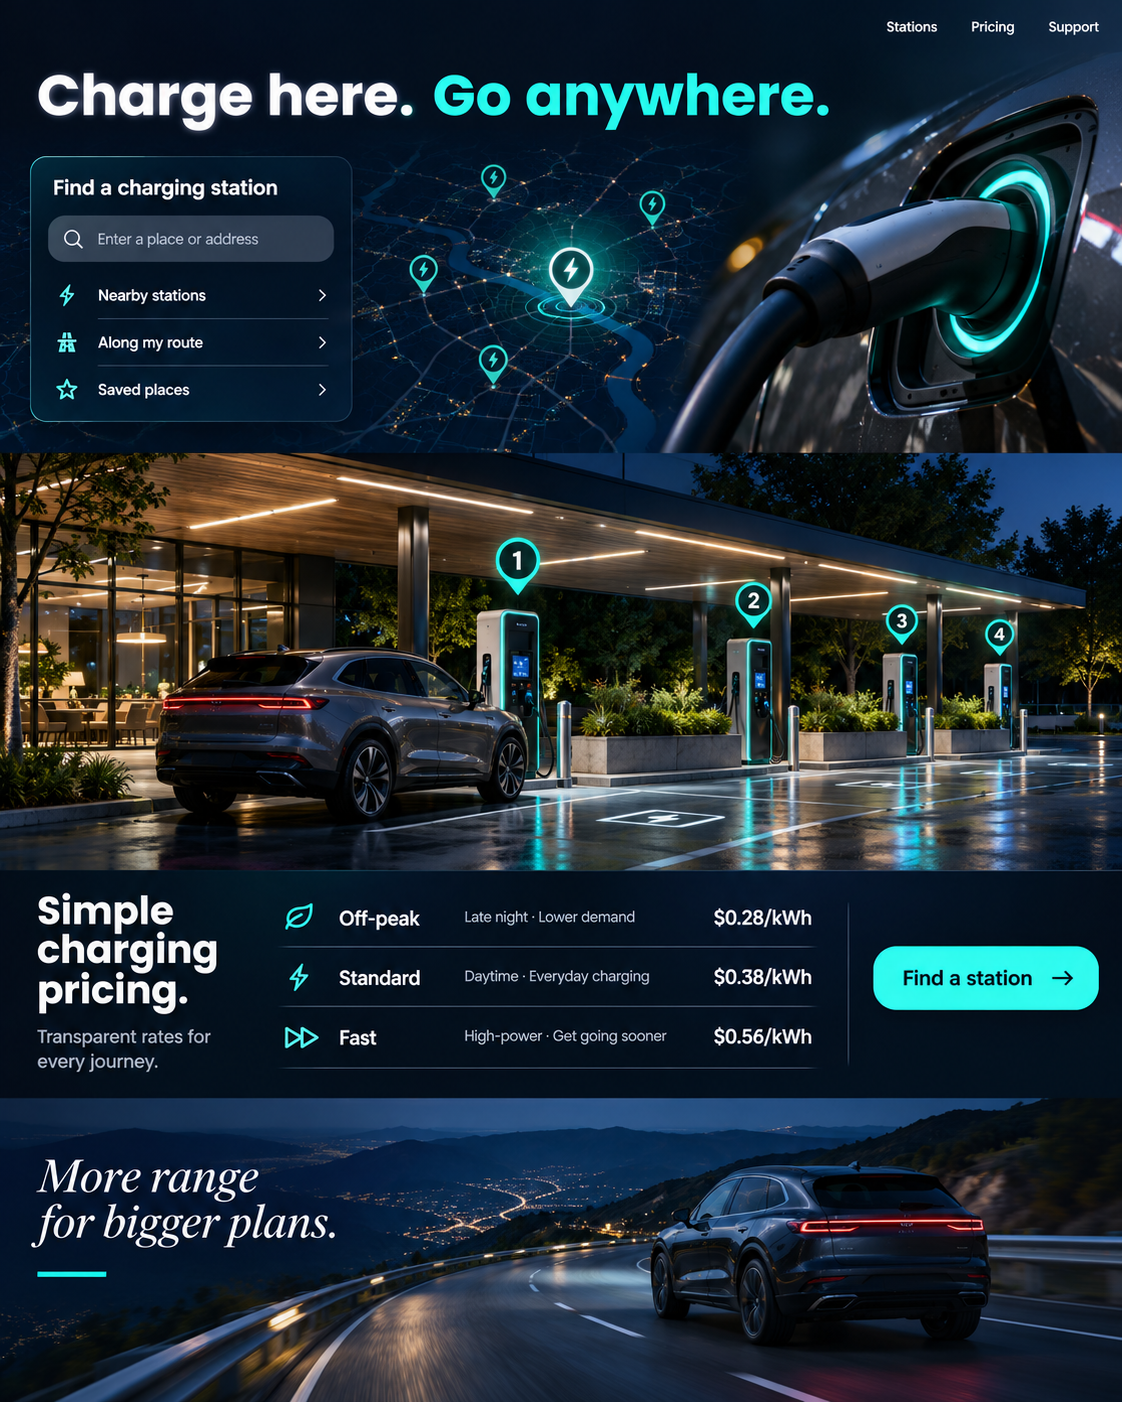 Stations Pricing Support
Charge here. Go anywhere.
Find a charging station
Enter a place or address
Nearby stations
Along my route
Saved places
1
2
3
4
Simple
charging
pricing.
Transparent rates for
every journey.
Off-peak Late night · Lower demand $0.28/kWh
Standard Daytime · Everyday charging $0.38/kWh
Fast High-power · Get going sooner $0.56/kWh
Find a station
More range
for bigger plans.